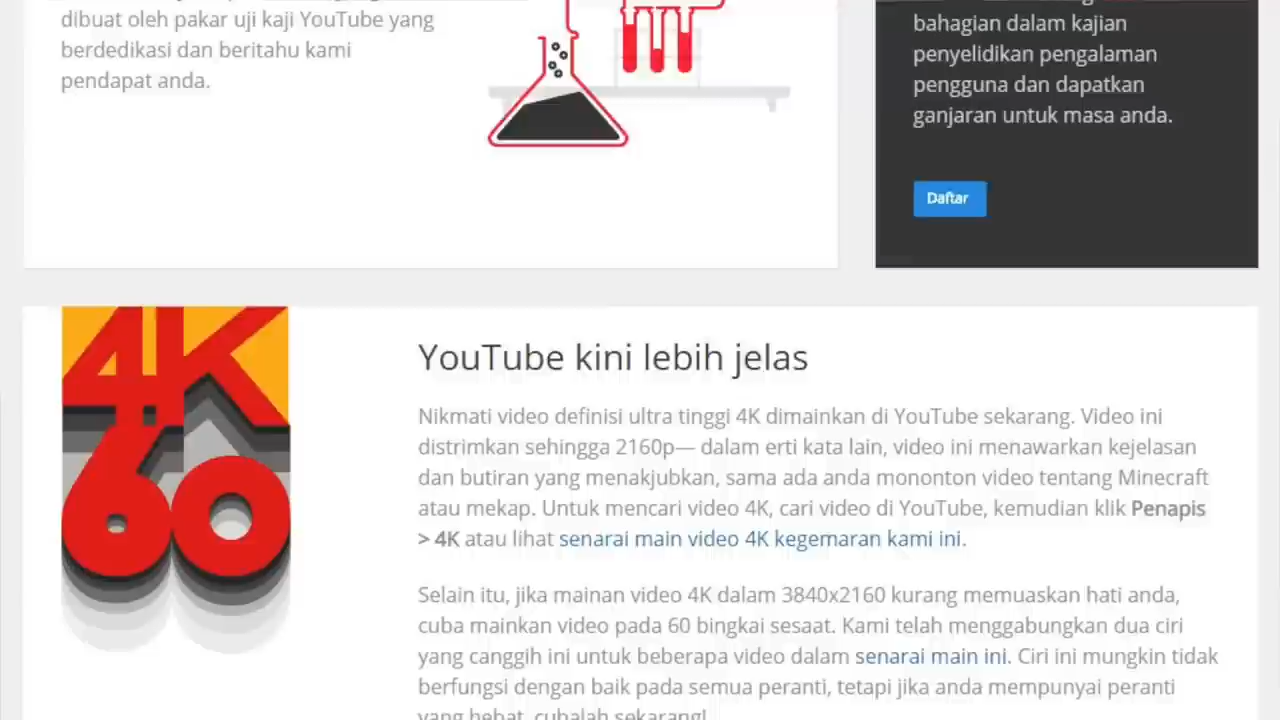 dibuat oleh pakar uji kaji YouTube yang
berdedikasi dan beritahu kami
pendapat anda.
bahagian dalam kajian
penyelidikan pengalaman
pengguna dan dapatkan
ganjaran untuk masa anda.
Daftar
4K
60
YouTube kini lebih jelas
Nikmati video definisi ultra tinggi 4K dimainkan di YouTube sekarang. Video ini
distrimkan sehingga 2160p— dalam erti kata lain, video ini menawarkan kejelasan
dan butiran yang menakjubkan, sama ada anda mononton video tentang Minecraft
atau mekap. Untuk mencari video 4K, cari video di YouTube, kemudian klik Penapis
> 4K atau lihat senarai main video 4K kegemaran kami ini.
Selain itu, jika mainan video 4K dalam 3840x2160 kurang memuaskan hati anda,
cuba mainkan video pada 60 bingkai sesaat. Kami telah menggabungkan dua ciri
yang canggih ini untuk beberapa video dalam senarai main ini. Ciri ini mungkin tidak
berfungsi dengan baik pada semua peranti, tetapi jika anda mempunyai peranti
yang hebat, cubalah sekarang!